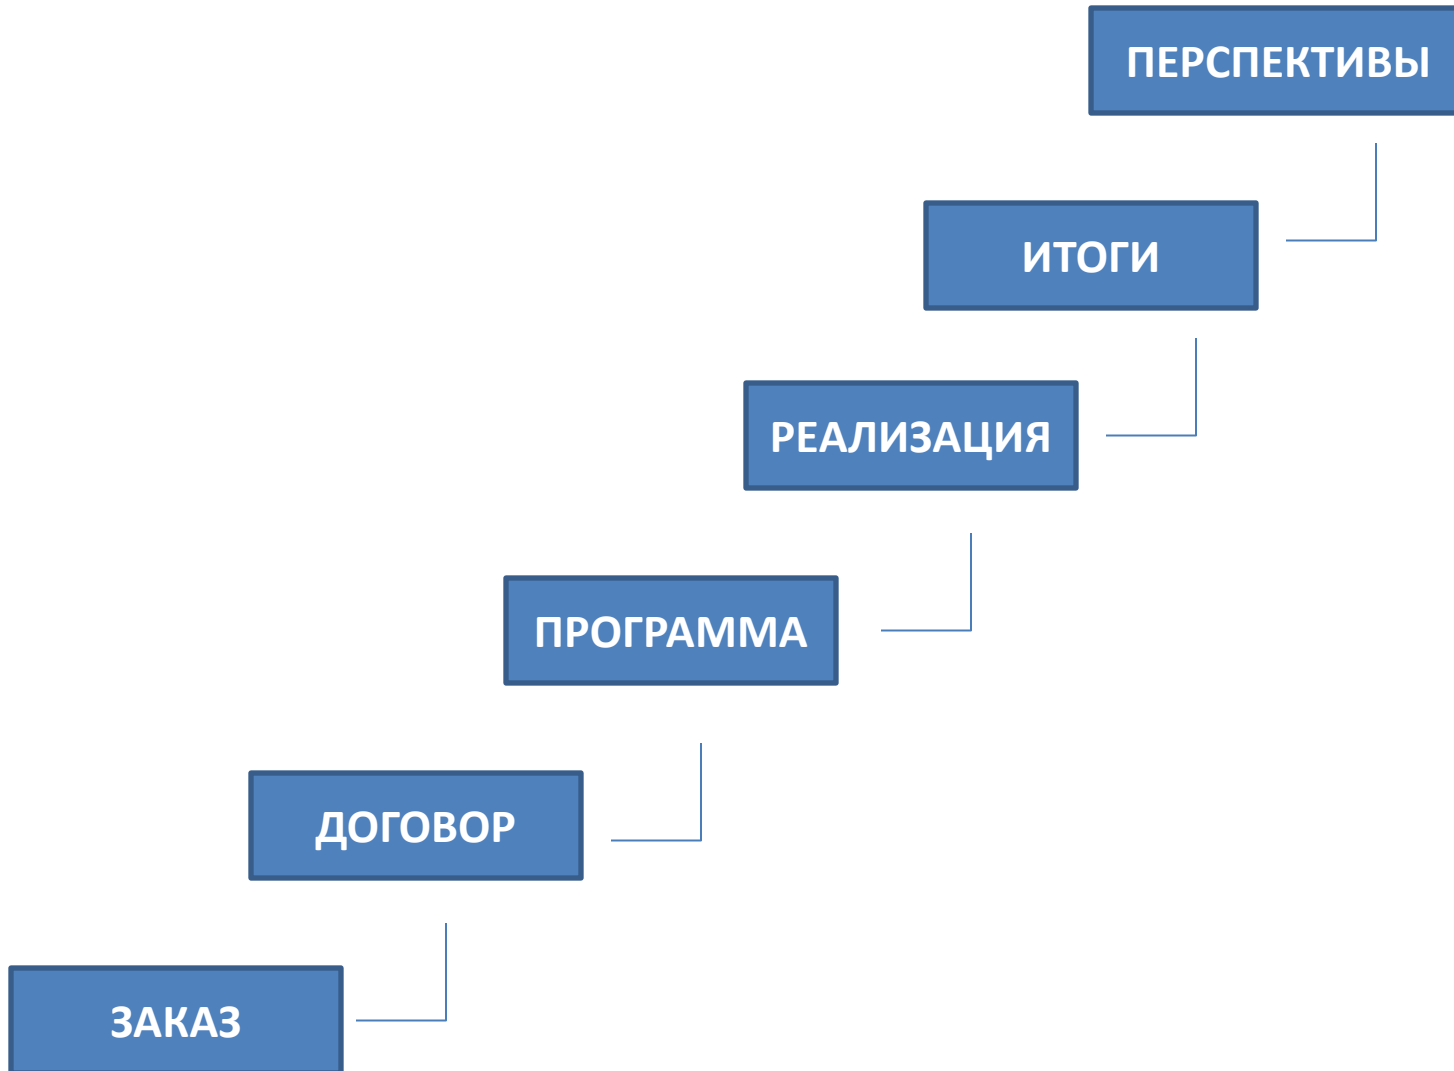 ПЕРСПЕКТИВЫ
ИТОГИ
РЕАЛИЗАЦИЯ
ПРОГРАММА
ДОГОВОР
ЗАКАЗ